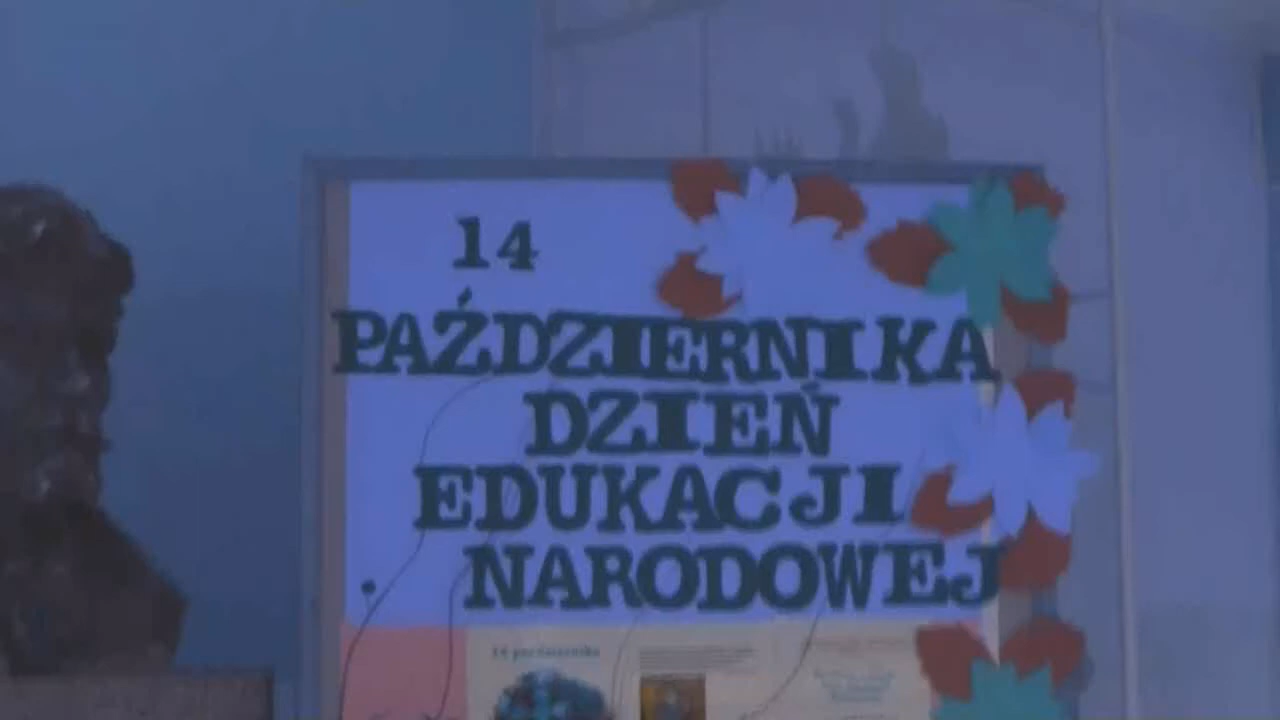 14
PAŹDZIERNIKA
DZIEŃ
EDUKACJI
NARODOWEJ
14 października